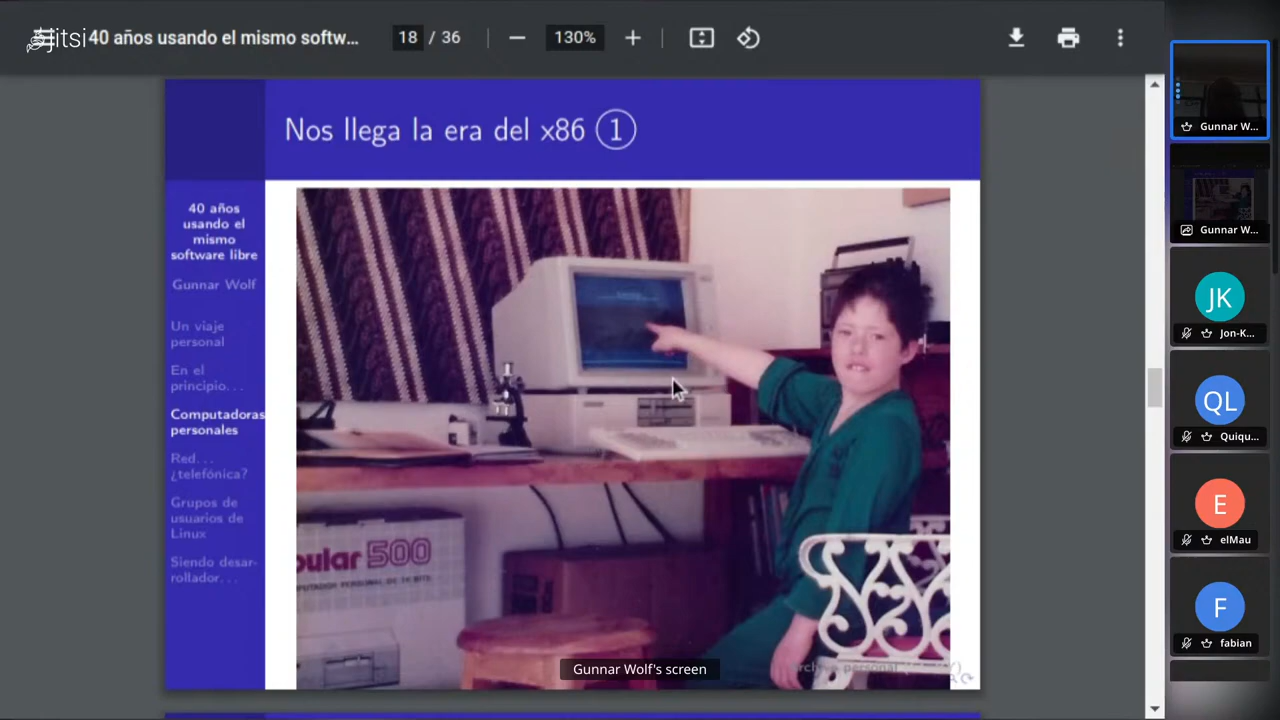 jitsi
40 años usando el mismo softw...
18 / 36
130%
Nos llega la era del x86 1
40 años
usando el
mismo
software libre
Gunnar Wolf
Un viaje
personal
En el
principio...
Computadoras
personales
Red...
¿telefónica?
Grupos de
usuarios de
Linux
Siendo desar-
rollador...
pular 500
Gunnar Wolf's screen
Gunnar W...
Gunnar W...
JK
Jon-K...
QL
Quiqu...
E
elMau
F
fabian